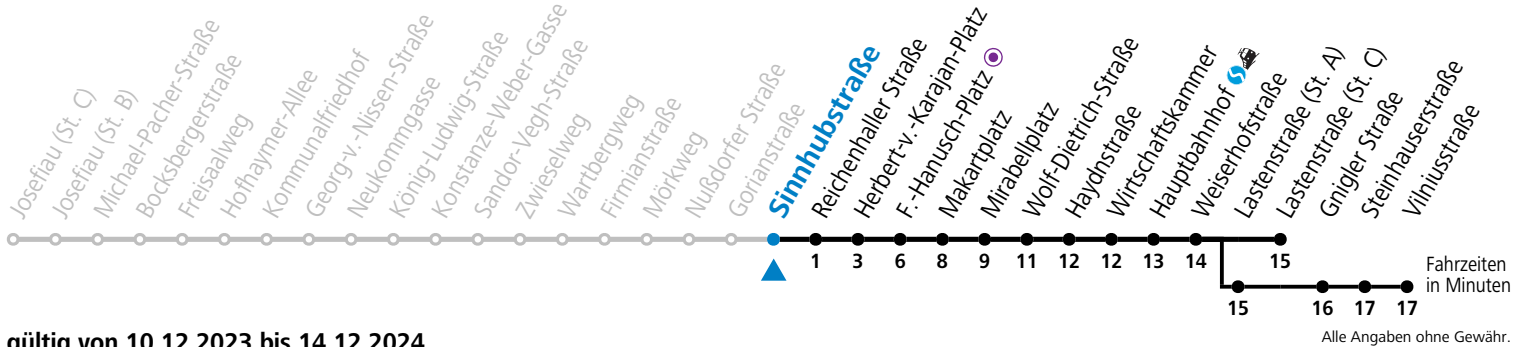 Josefiau (St. C)
Josefiau (St. B)
Michael-Pacher-Straße
Bocksbergerstraße
Freisaalweg
Hofhaymer-Allee
Kommunalfriedhof
Georg-v.-Nissen-Straße
Neukommgasse
König-Ludwig-Straße
Konstanze-Weber-Gasse
Sandor-Vegh-Straße
Zwieselweg
Wartbergweg
Firmianstraße
Mörkweg
Nußdorfer Straße
Gorianstraße
Sinnhubstraße
Reichenhaller Straße
Herbert-v.-Karajan-Platz
F.-Hanusch-Platz
Makartplatz
Mirabellplatz
Wolf-Dietrich-Straße
Haydnstraße
Wirtschaftskammer
Hauptbahnhof
Weiserhofstraße
Lastenstraße (St. A)
Lastenstraße (St. C)
Gnigler Straße
Steinhauserstraße
Vilniusstraße
1 3 6 8 9 11 12 12 13 14 15
15 16 17 17
Fahrzeiten
in Minuten
Alle Angaben ohne Gewähr.
gültig von 10.12.2023 bis 14.12.2024